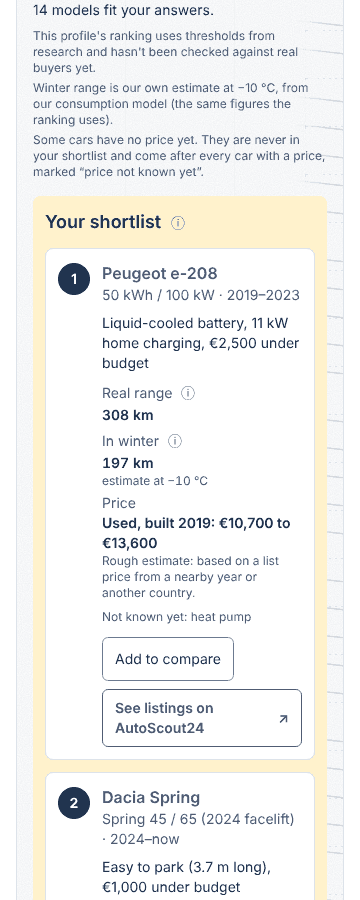 14 models fit your answers.
This profile's ranking uses thresholds from
research and hasn't been checked against real
buyers yet.
Winter range is our own estimate at −10 °C, from
our consumption model (the same figures the
ranking uses).
Some cars have no price yet. They are never in
your shortlist and come after every car with a price,
marked “price not known yet”.
Your shortlist ⓘ
1
Peugeot e-208
50 kWh / 100 kW · 2019–2023
Liquid-cooled battery, 11 kW
home charging, €2,500 under
budget
Real range ⓘ
308 km
In winter ⓘ
197 km
estimate at −10 °C
Price
Used, built 2019: €10,700 to
€13,600
Rough estimate: based on a list
price from a nearby year or
another country.
Not known yet: heat pump
Add to compare
See listings on
AutoScout24
2
Dacia Spring
Spring 45 / 65 (2024 facelift)
· 2024–now
Easy to park (3.7 m long),
€1,000 under budget